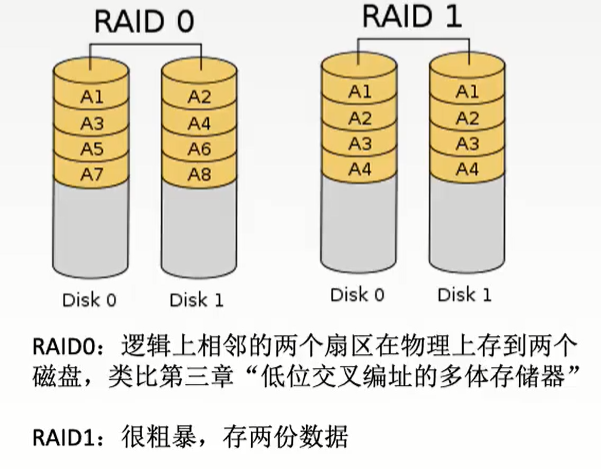 RAID 0
RAID 1
A1
A3
A5
A7
A2
A4
A6
A8
A1
A2
A3
A4
A1
A2
A3
A4
Disk 0
Disk 1
Disk 0
Disk 1
RAID0：逻辑上相邻的两个扇区在物理上存到两个
磁盘，类比第三章“低位交叉编址的多体存储器”
RAID1：很粗暴，存两份数据